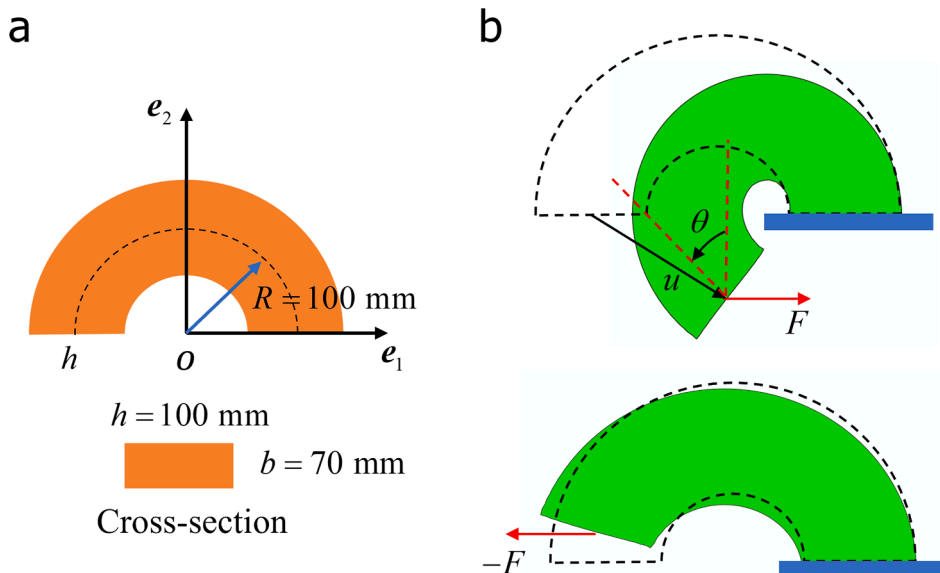 a
e₂
R = 100 mm
h
o
e₁
h = 100 mm
b = 70 mm
Cross-section
b
θ
u
F
−F